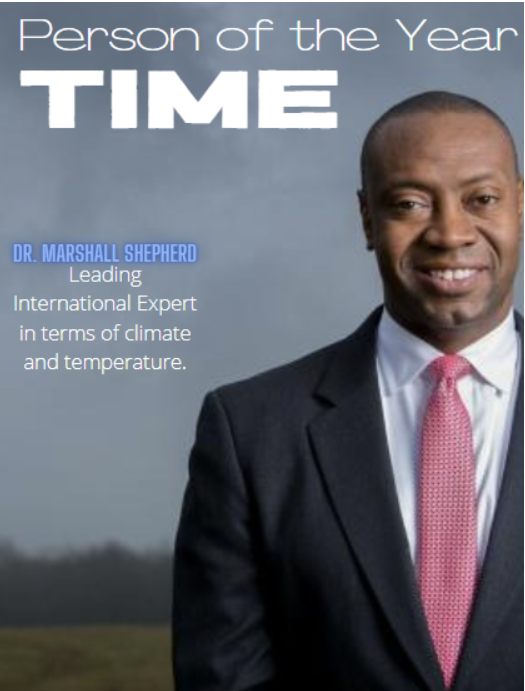 Person of the Year
TIME
DR. MARSHALL SHEPHERD
Leading
International Expert
in terms of climate
and temperature.